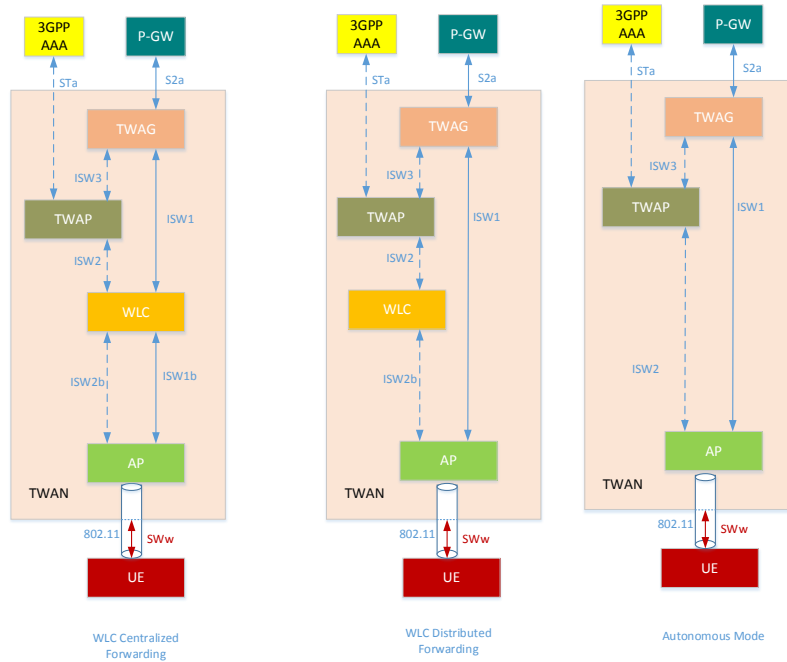 3GPP
AAA
P-GW
STa
S2a
TWAG
ISW3
ISW1
TWAP
ISW2
WLC
ISW2b
ISW1b
AP
TWAN
802.11
SWw
UE
WLC Centralized
Forwarding
3GPP
AAA
P-GW
STa
S2a
TWAG
ISW3
TWAP
ISW1
ISW2
WLC
ISW2b
AP
TWAN
802.11
SWw
UE
WLC Distributed
Forwarding
3GPP
AAA
P-GW
STa
S2a
TWAG
ISW3
TWAP
ISW1
ISW2
AP
TWAN
802.11
SWw
UE
Autonomous Mode